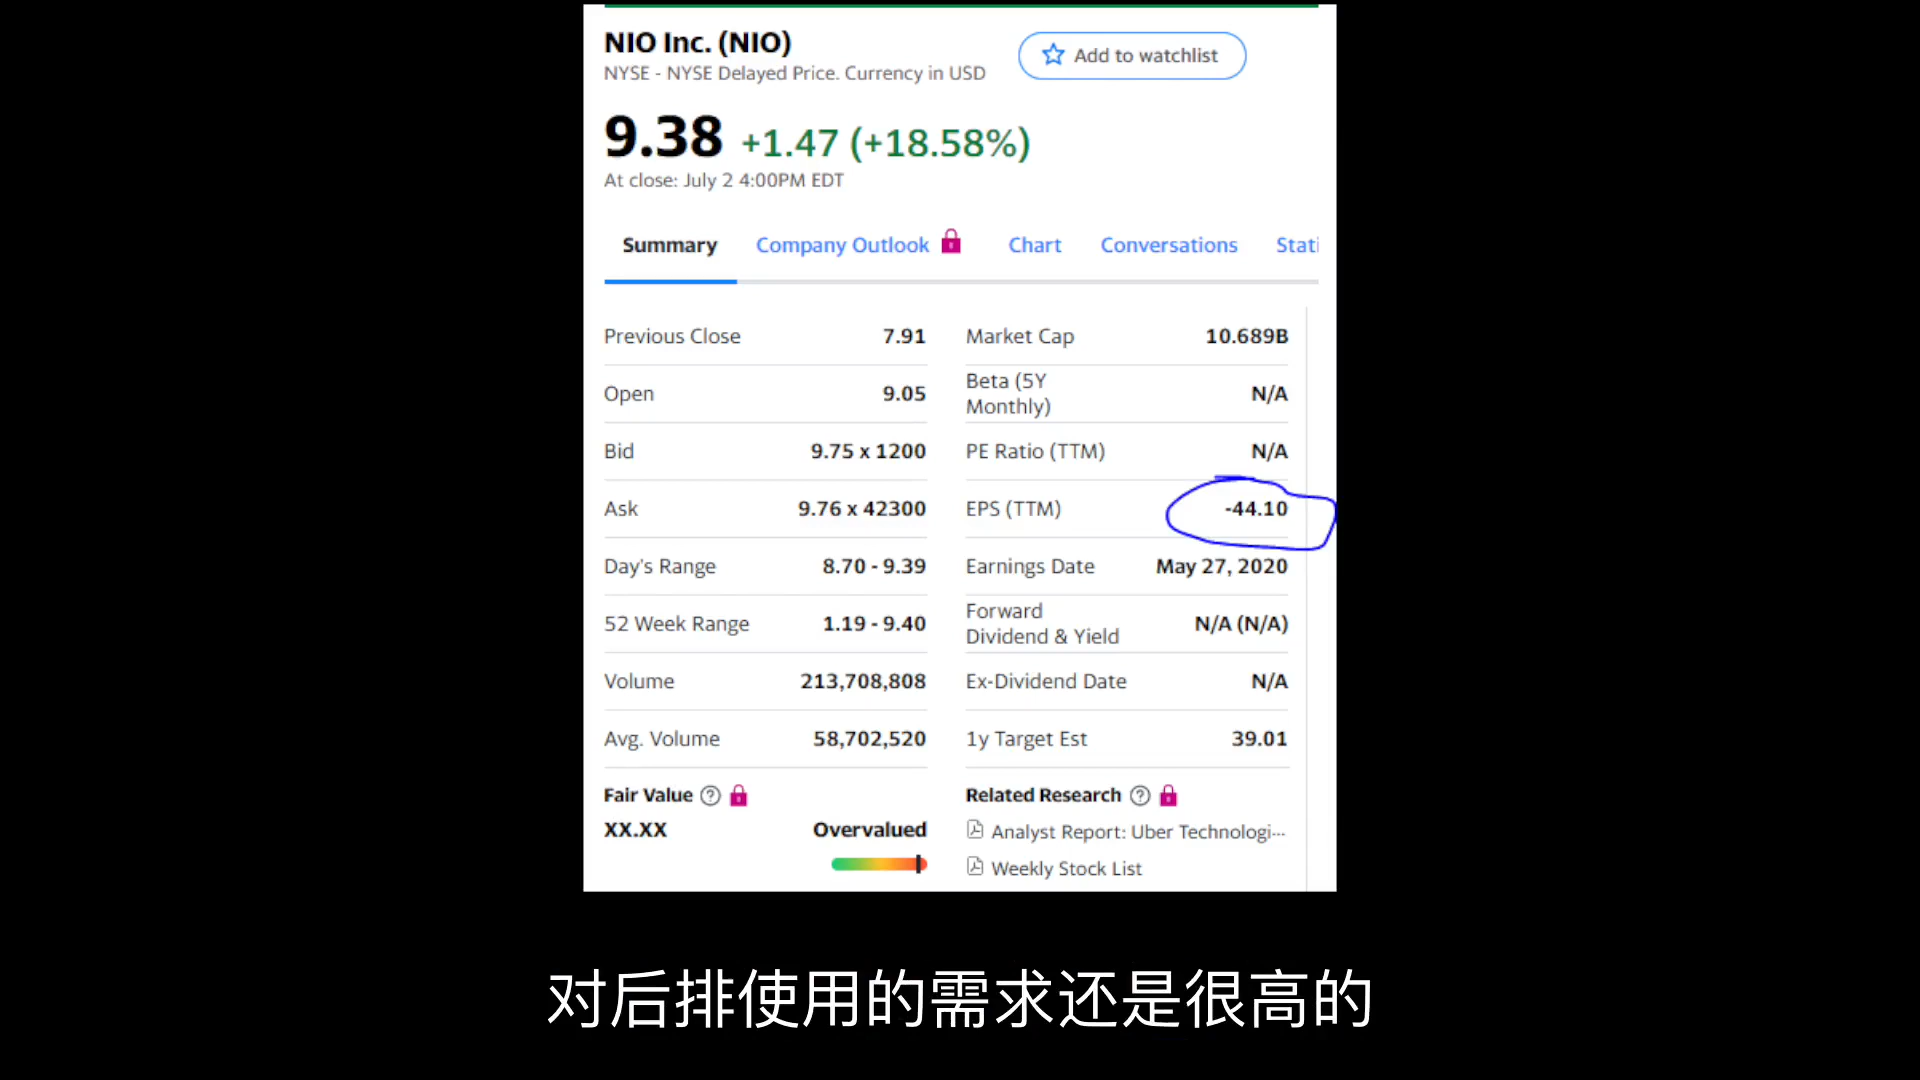 NIO Inc. (NIO)
Add to watchlist
NYSE - NYSE Delayed Price. Currency in USD
9.38 +1.47 (+18.58%)
At close: July 2 4:00PM EDT
Summary Company Outlook Chart Conversations Stati
Previous Close 7.91
Open 9.05
Bid 9.75 x 1200
Ask 9.76 x 42300
Day's Range 8.70 - 9.39
52 Week Range 1.19 - 9.40
Volume 213,708,808
Avg. Volume 58,702,520
Market Cap 10.689B
Beta (5Y
Monthly) N/A
PE Ratio (TTM) N/A
EPS (TTM) -44.10
Earnings Date May 27, 2020
Forward
Dividend & Yield N/A (N/A)
Ex-Dividend Date N/A
1y Target Est 39.01
Fair Value
XX.XX Overvalued
Related Research
Analyst Report: Uber Technologi...
Weekly Stock List
对后排使用的需求还是很高的